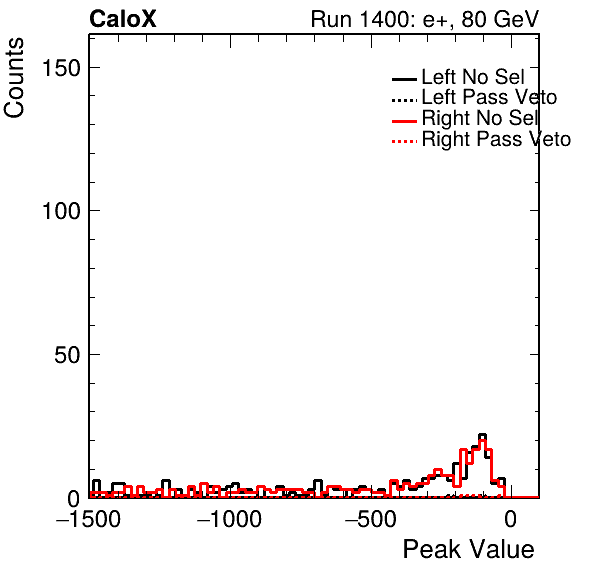 CaloX Run 1400: e+, 80 GeV
Counts
150
100
50
0
Left No Sel
Left Pass Veto
Right No Sel
Right Pass Veto
−1500 −1000 −500 0
Peak Value